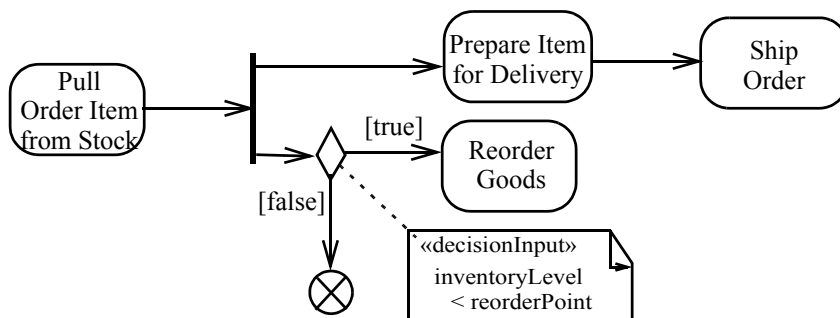 Pull
Order Item
from Stock
Prepare Item
for Delivery
Ship
Order
[true]
Reorder
Goods
[false]
«decisionInput»
inventoryLevel
< reorderPoint